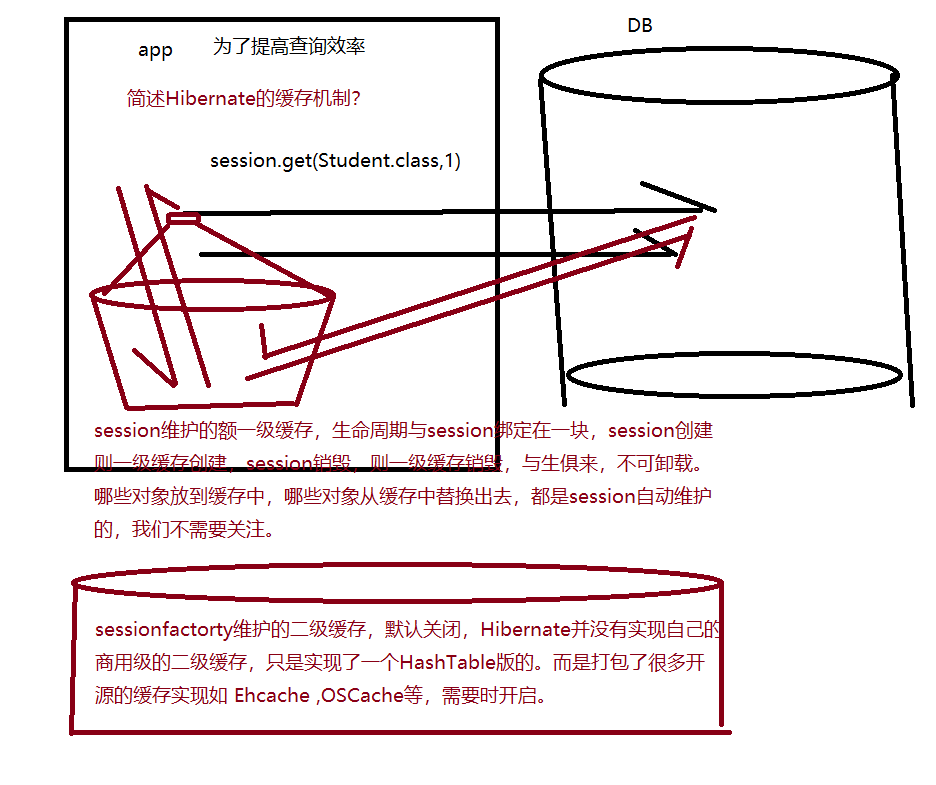 DB
app 为了提高查询效率
简述Hibernate的缓存机制?
session.get(Student.class,1)
session维护的额一级缓存，生命周期与session绑定在一块，session创建
则一级缓存创建，session销毁，则一级缓存销毁，与生俱来，不可卸载。
哪些对象放到缓存中，哪些对象从缓存中替换出去，都是session自动维护
的，我们不需要关注。
sessionfactorty维护的二级缓存，默认关闭，Hibernate并没有实现自己的
商用级的二级缓存，只是实现了一个HashTable版的。而是打包了很多开
源的缓存实现如 Ehcache ,OSCache等，需要时开启。